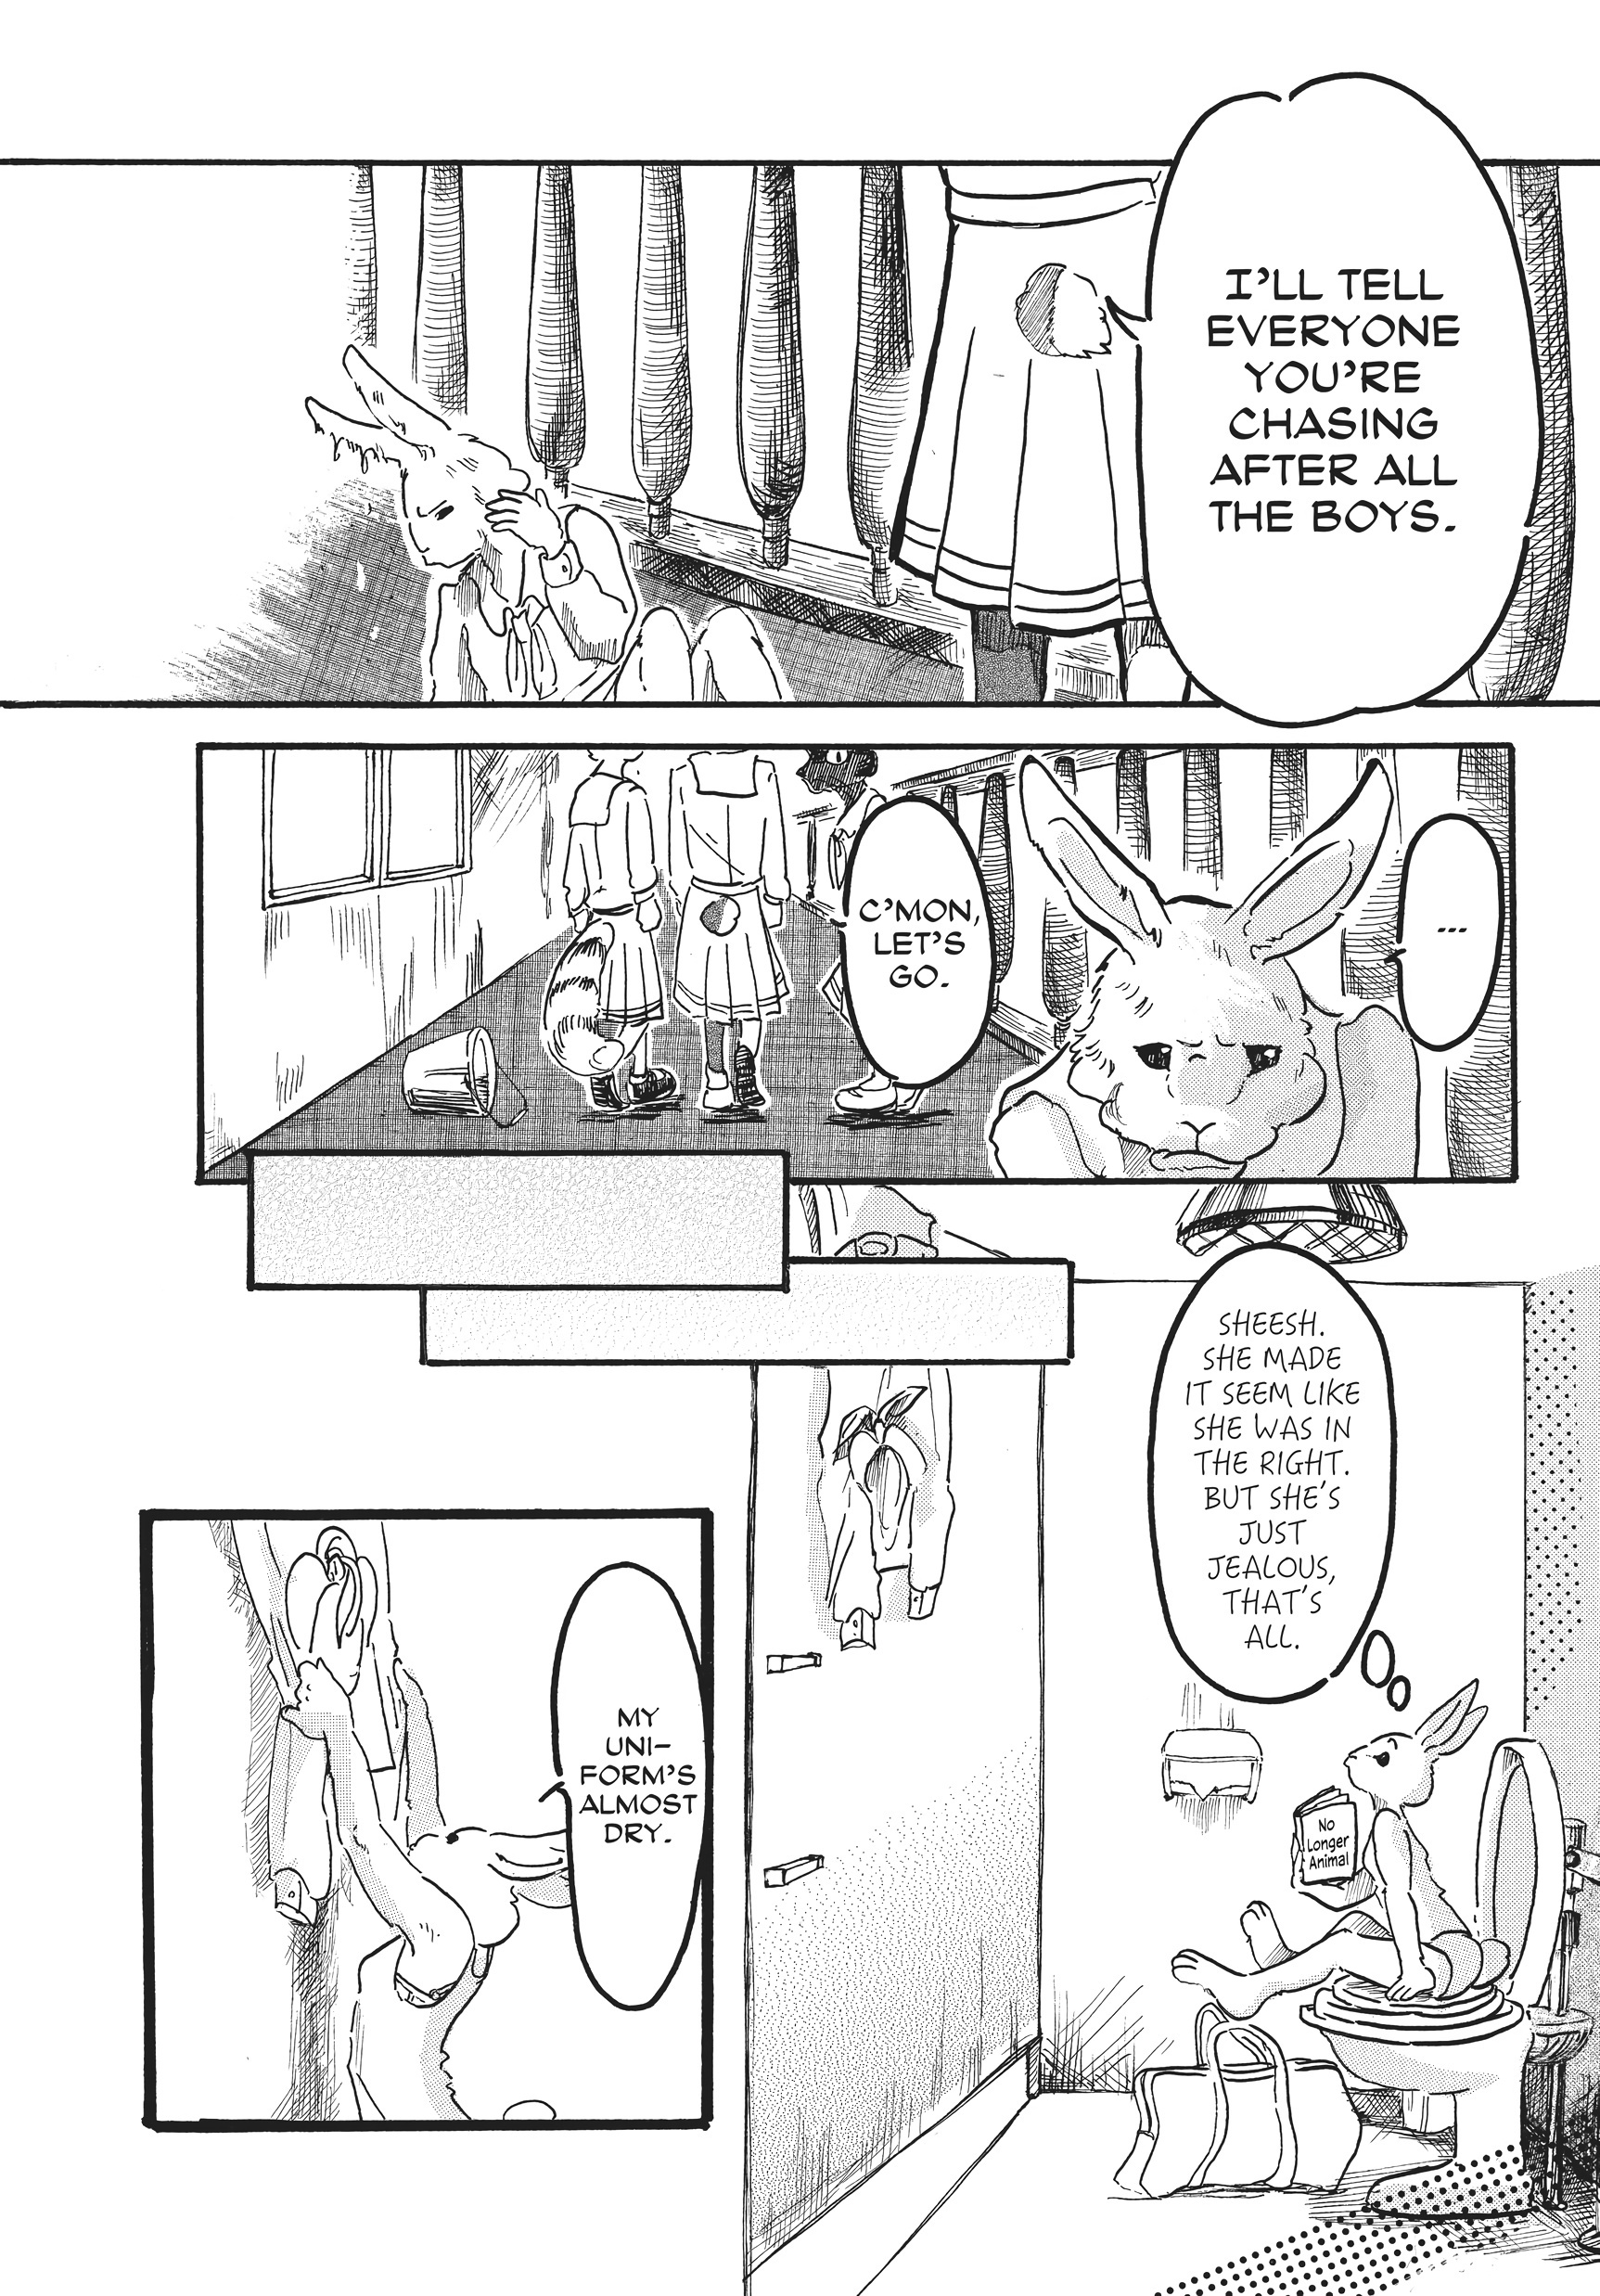 I'LL TELL
EVERYONE
YOU'RE
CHASING
AFTER ALL
THE BOYS.
---
C'MON,
LET'S
GO.
SHEESH.
SHE MADE
IT SEEM LIKE
SHE WAS IN
THE RIGHT.
BUT SHE'S
JUST
JEALOUS,
THAT'S
ALL.
No
Longer
Animal
MY
UNI-
FORM'S
ALMOST
DRY.